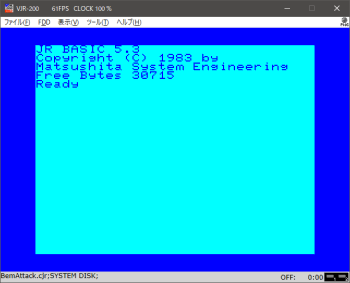 VJR-200 61FPS CLOCK 100 %
ファイル(F) FDD 表示(V) ツール(T) ヘルプ(H)
JR BASIC 5.3
Copyright (C) 1983 by
Matsushita System Engineering
Free Bytes 30715
Ready
BemAttack.cjr;SYSTEM DISK;
OFF: 0:00